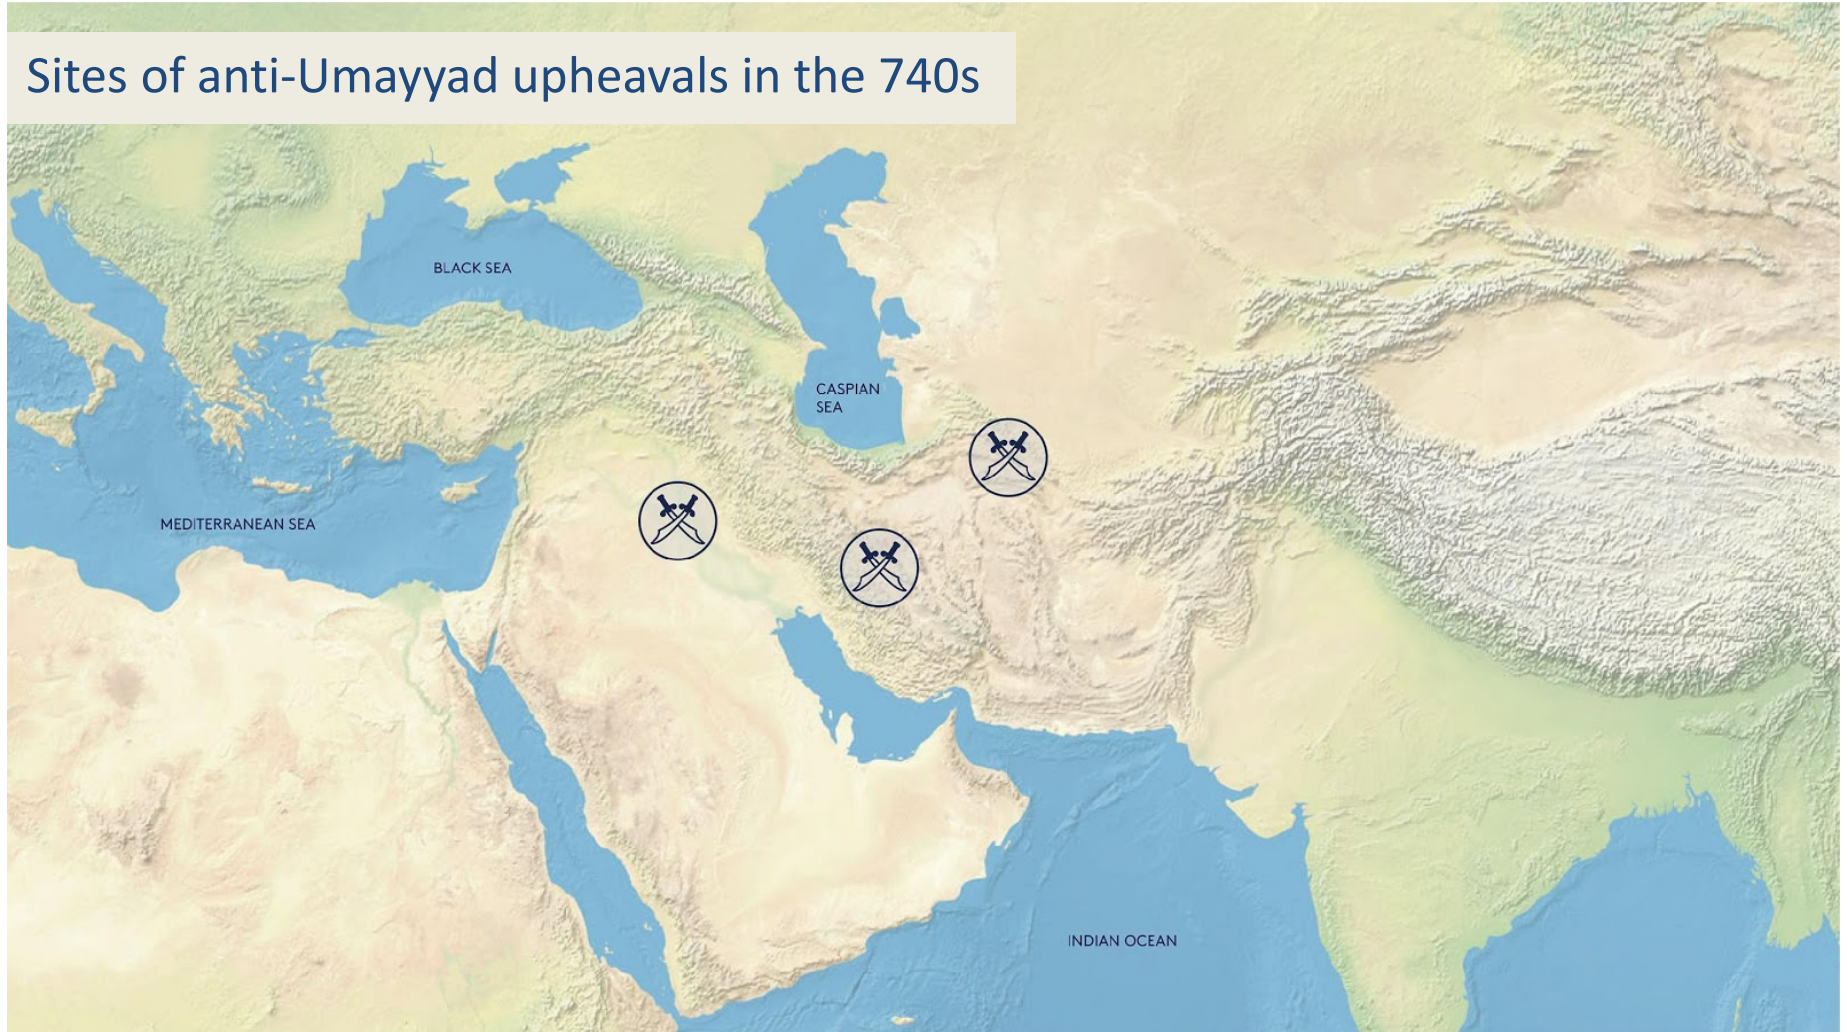 Sites of anti-Umayyad upheavals in the 740s
BLACK SEA
CASPIAN
SEA
MEDITERRANEAN SEA
INDIAN OCEAN